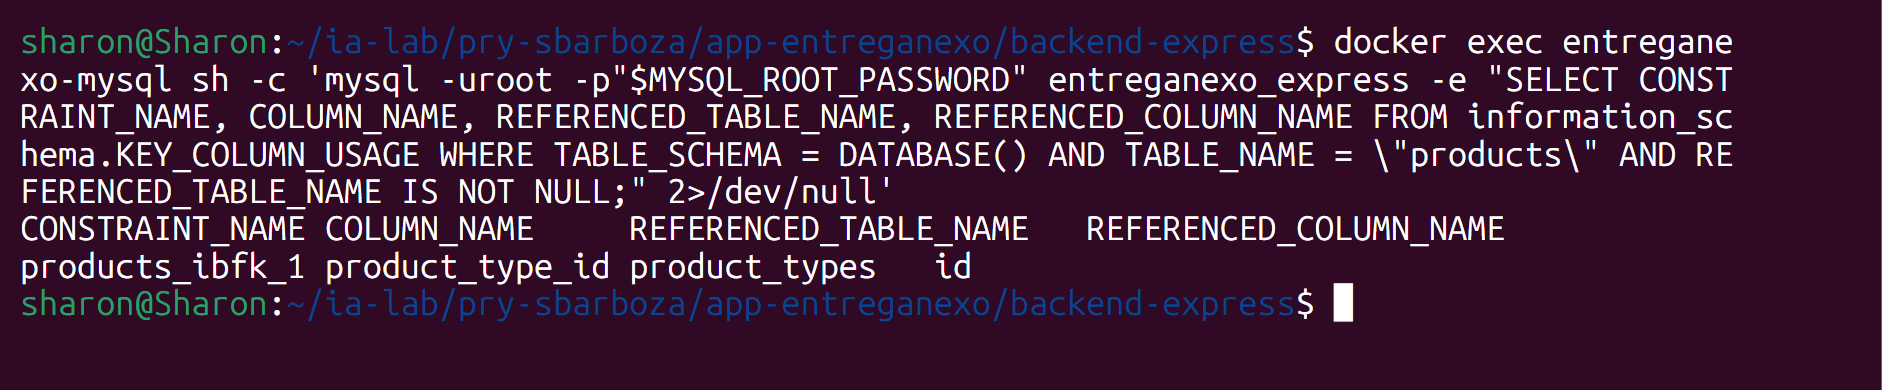 sharon@Sharon:~/ia-lab/pry-sbarboza/app-entreganexo/backend-express$ docker exec entregane
xo-mysql sh -c 'mysql -uroot -p"$MYSQL_ROOT_PASSWORD" entreganexo_express -e "SELECT CONST
RAINT_NAME, COLUMN_NAME, REFERENCED_TABLE_NAME, REFERENCED_COLUMN_NAME FROM information_sc
hema.KEY_COLUMN_USAGE WHERE TABLE_SCHEMA = DATABASE() AND TABLE_NAME = \"products\" AND RE
FERENCED_TABLE_NAME IS NOT NULL;" 2>/dev/null'
CONSTRAINT_NAME COLUMN_NAME     REFERENCED_TABLE_NAME   REFERENCED_COLUMN_NAME
products_ibfk_1 product_type_id product_types   id
sharon@Sharon:~/ia-lab/pry-sbarboza/app-entreganexo/backend-express$